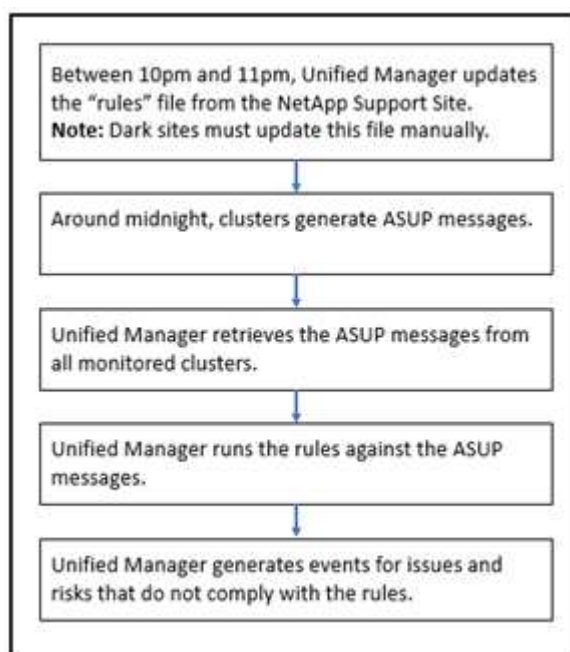 Between 10pm and 11pm, Unified Manager updates
the “rules” file from the NetApp Support Site.
Note: Dark sites must update this file manually.
Around midnight, clusters generate ASUP messages.
Unified Manager retrieves the ASUP messages from
all monitored clusters.
Unified Manager runs the rules against the ASUP
messages.
Unified Manager generates events for issues and
risks that do not comply with the rules.